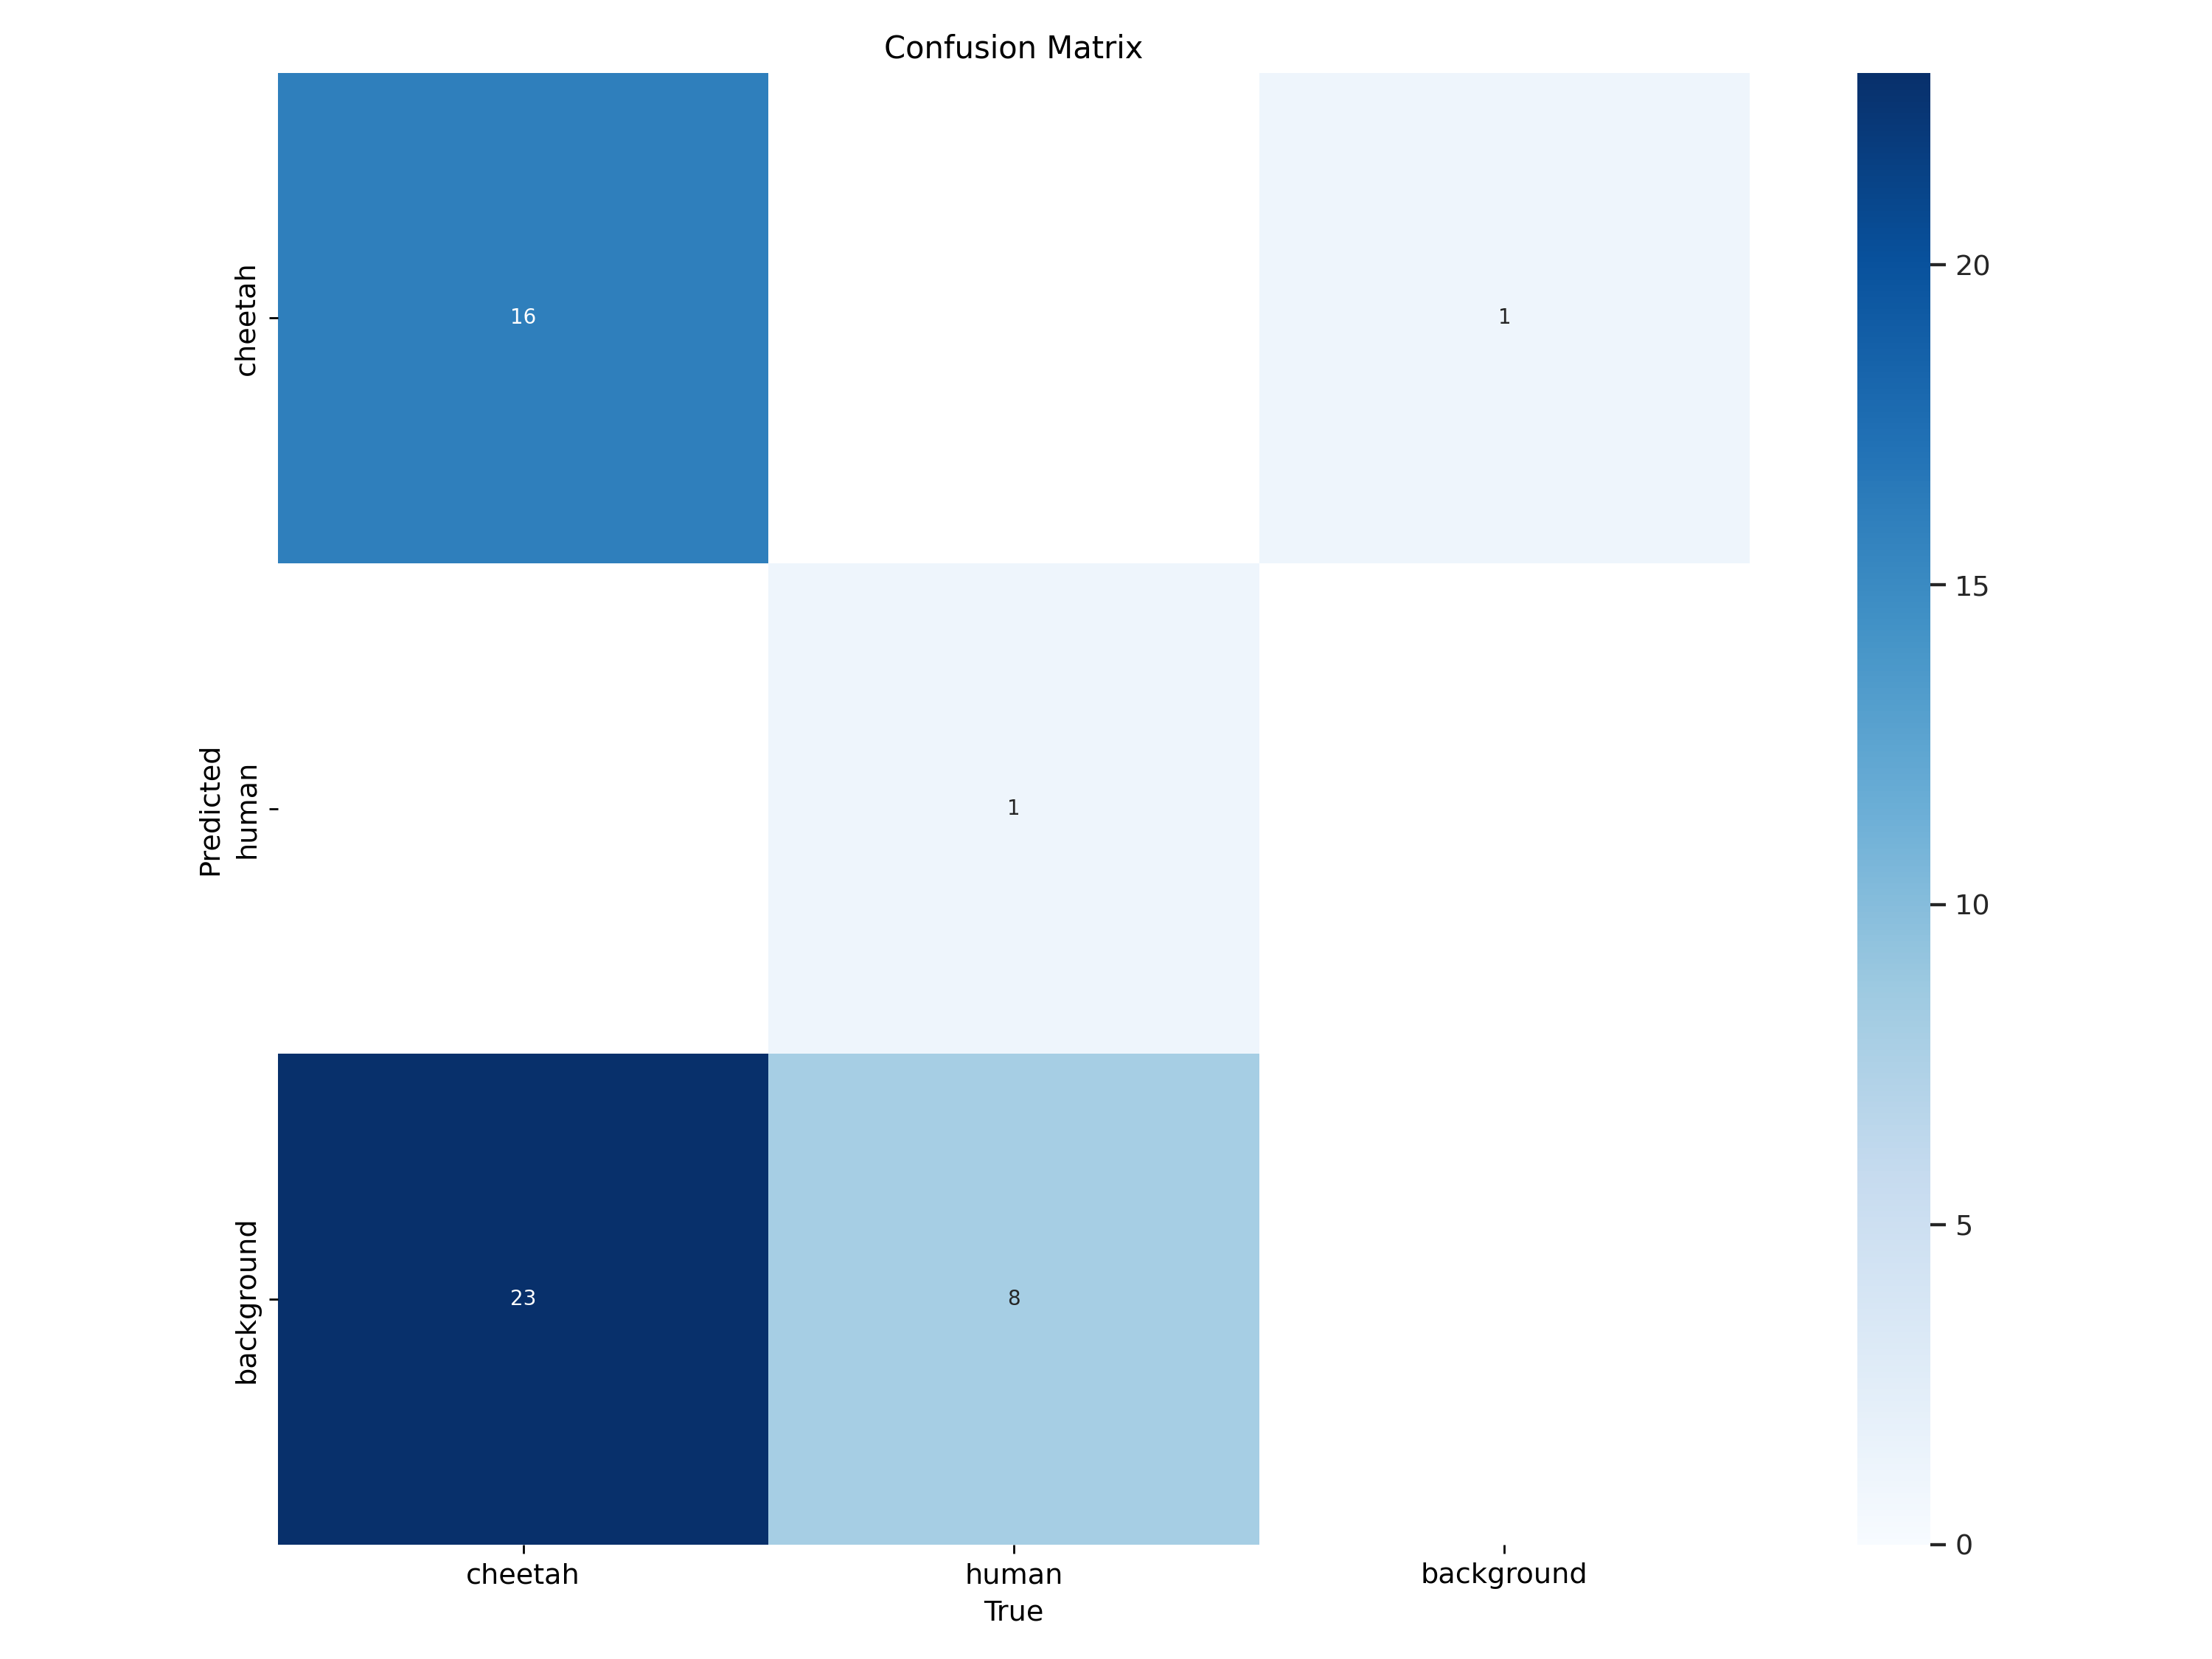 Confusion Matrix
cheetah
16
1
20
15
Predicted
human
1
10
background
23
8
5
0
cheetah
human
background
True